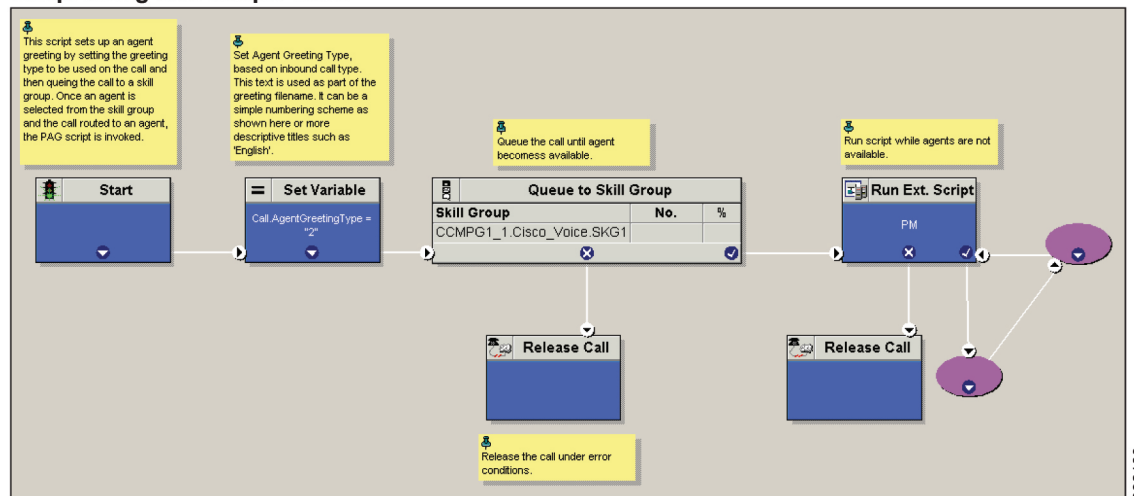 This script sets up an agent
greeting by setting the greeting
type to be used on the call and
then queing the call to a skill
group. Once an agent is
selected from the skill group
and the call routed to an agent,
the PAG script is invoked.
Set Agent Greeting Type,
based on inbound call type.
This text is used as part of the
greeting filename. It can be a
simple numbering scheme as
shown here or more
descriptive titles such as
'English'.
Queue the call until agent
becomess available.
Run script while agents are not
available.
Start
Set Variable
Call.AgentGreetingType =
"2"
Queue to Skill Group
Skill Group No. %
CCMPG1_1.Cisco_Voice.SKG1
Run Ext. Script
PM
Release Call
Release Call
Release the call under error
conditions.